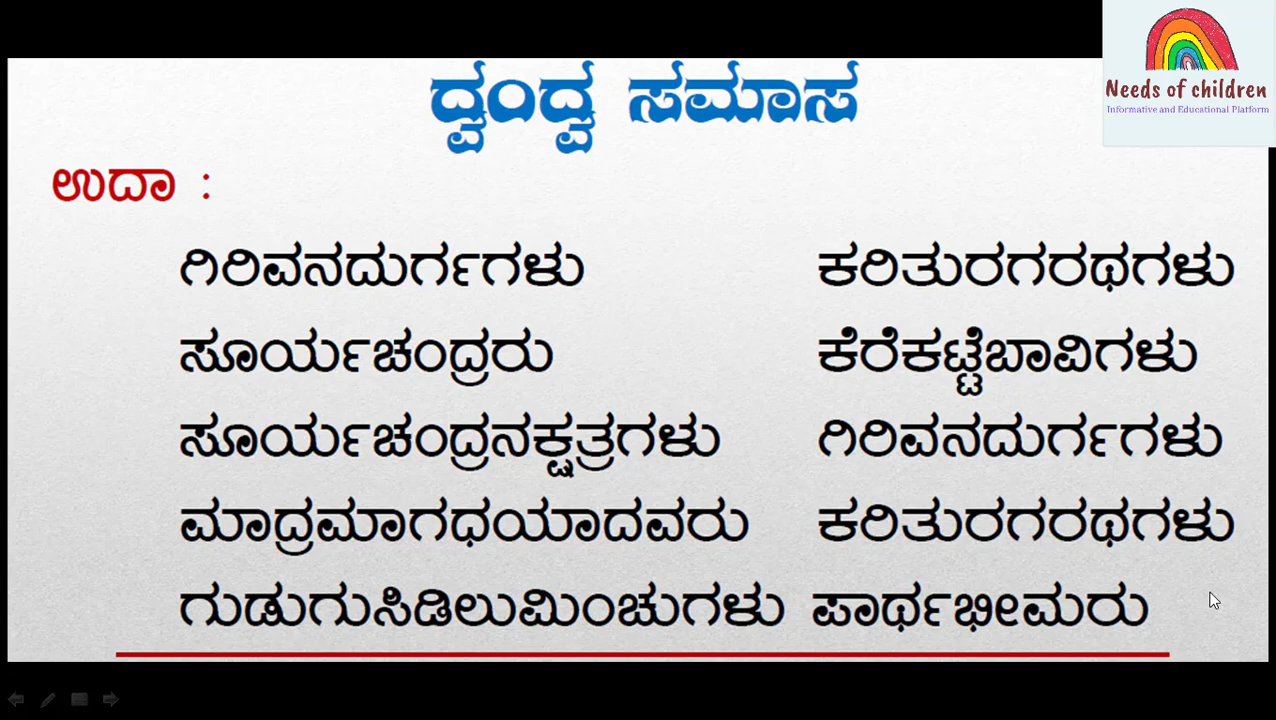 Needs of children
Informative and Educational Platform
ದ್ವಂದ್ವ ಸಮಾಸ
ಉದಾ :
ಗಿರಿವನದುರ್ಗಗಳು ಕರಿತುರಗರಥಗಳು
ಸೂರ್ಯಚಂದ್ರರು ಕೆರೆಕಟ್ಟೆಬಾವಿಗಳು
ಸೂರ್ಯಚಂದ್ರನಕ್ಷತ್ರಗಳು ಗಿರಿವನದುರ್ಗಗಳು
ಮಾದ್ರಮಾಗಧಯಾದವರು ಕರಿತುರಗರಥಗಳು
ಗುಡುಗುಸಿಡಿಲುಮಿಂಚುಗಳು ಪಾರ್ಥಭೀಮರು